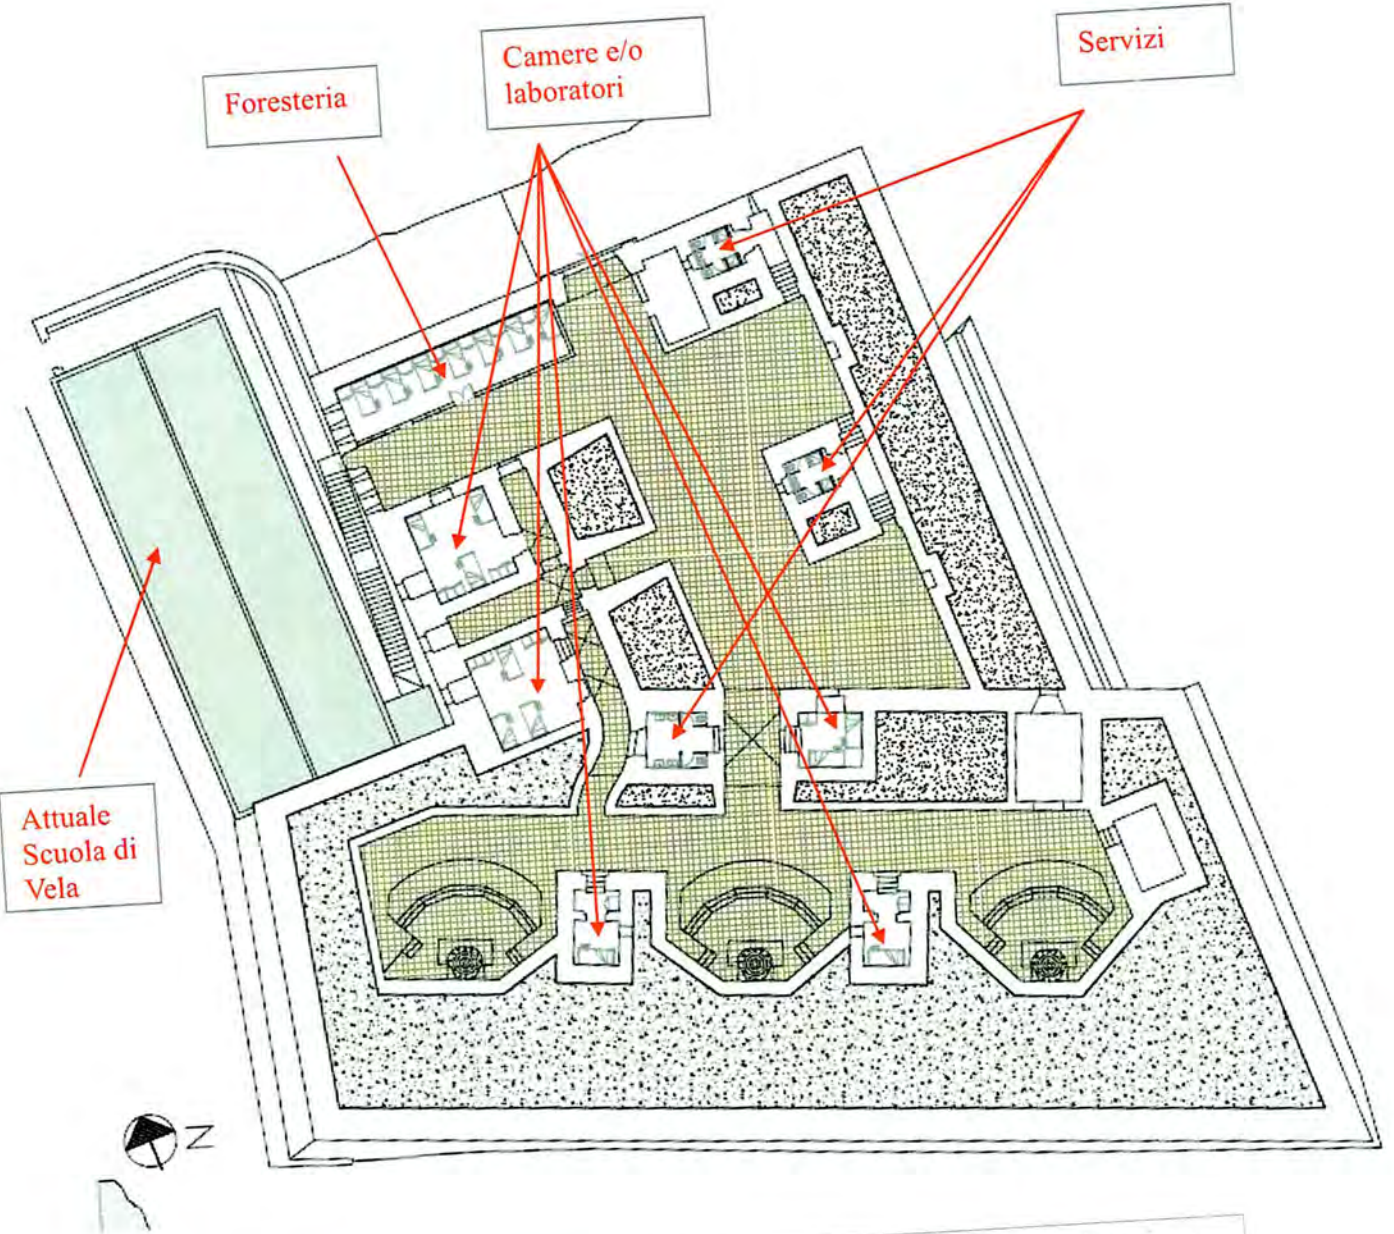 Foresteria
Camere e/o
laboratori
Servizi
Attuale
Scuola di
Vela
N